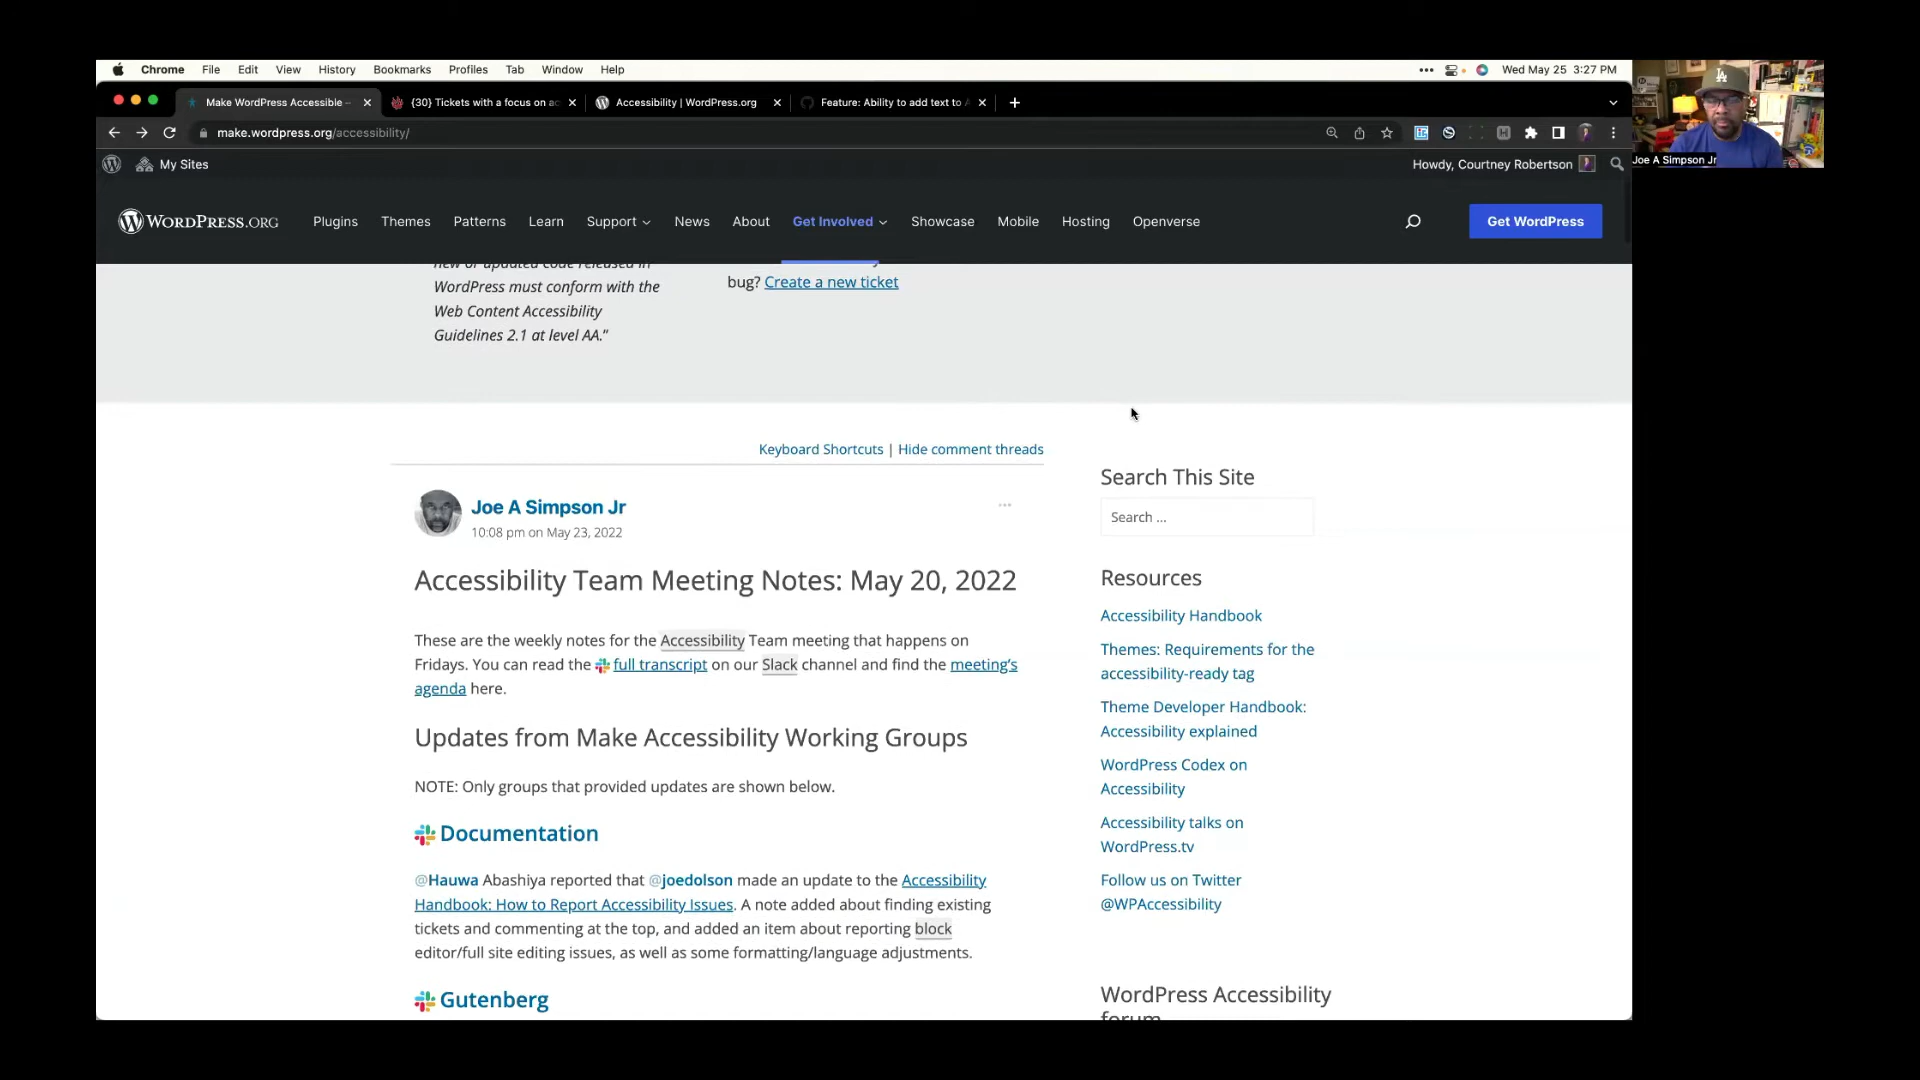 Chrome File Edit View History Bookmarks Profiles Tab Window Help
Wed May 25 3:27 PM
Make WordPress Accessible –
{30} Tickets with a focus on ac
Accessibility | WordPress.org
Feature: Ability to add text to
make.wordpress.org/accessibility/
My Sites
Howdy, Courtney Robertson
LA
Joe A Simpson Jr
WORDPRESS.ORG
Plugins Themes Patterns Learn Support News About Get Involved Showcase Mobile Hosting Openverse
Get WordPress
new or updated code released in
WordPress must conform with the
Web Content Accessibility
Guidelines 2.1 at level AA.”
bug? Create a new ticket
Keyboard Shortcuts | Hide comment threads
Joe A Simpson Jr
10:08 pm on May 23, 2022
Accessibility Team Meeting Notes: May 20, 2022
These are the weekly notes for the Accessibility Team meeting that happens on
Fridays. You can read the full transcript on our Slack channel and find the meeting’s
agenda here.
Updates from Make Accessibility Working Groups
NOTE: Only groups that provided updates are shown below.
Documentation
@Hauwa Abashiya reported that @joedolson made an update to the Accessibility
Handbook: How to Report Accessibility Issues. A note added about finding existing
tickets and commenting at the top, and added an item about reporting block
editor/full site editing issues, as well as some formatting/language adjustments.
Gutenberg
Search This Site
Search ...
Resources
Accessibility Handbook
Themes: Requirements for the
accessibility-ready tag
Theme Developer Handbook:
Accessibility explained
WordPress Codex on
Accessibility
Accessibility talks on
WordPress.tv
Follow us on Twitter
@WPAccessibility
WordPress Accessibility
forum